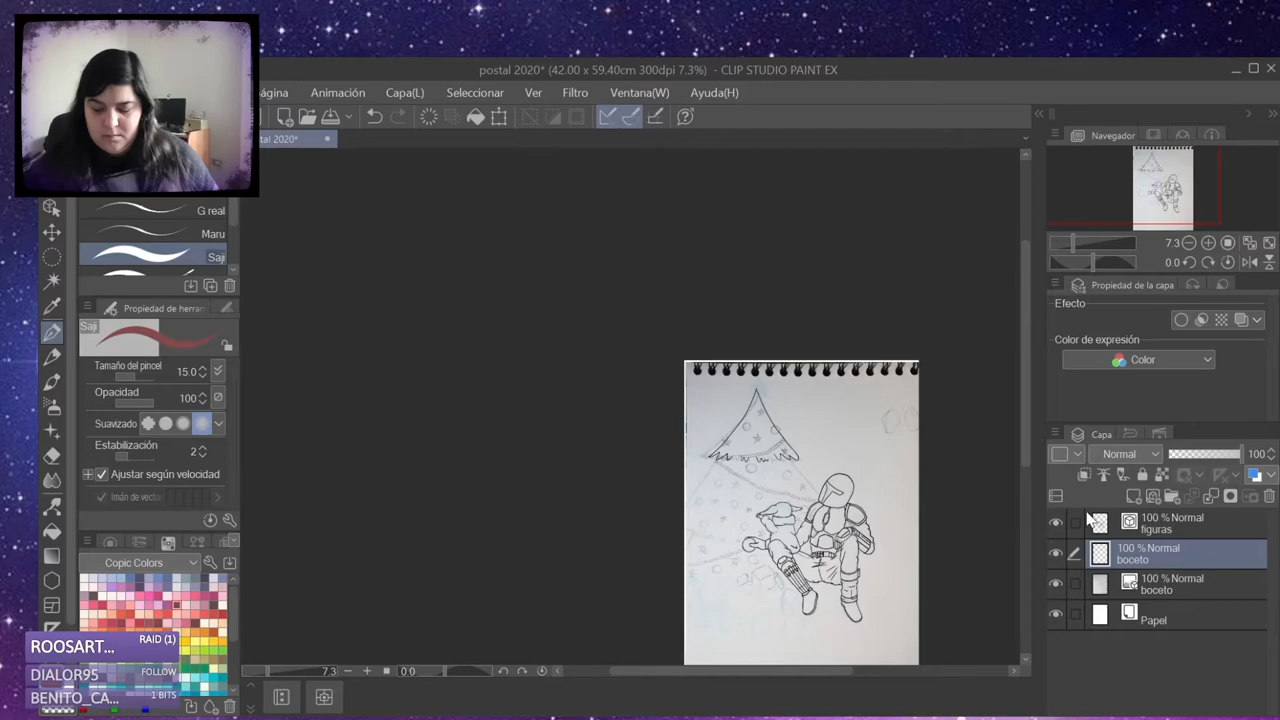 postal 2020* (42.00 x 59.40cm 300dpi 7.3%) - CLIP STUDIO PAINT EX
ágina Animación Capa(L) Seleccionar Ver Filtro Ventana(W) Ayuda(H)
tal 2020*
Navegador
G real
Maru
Saji
7.3
0.0
Propiedad de herrar
Propiedad de la capa
Saji
Efecto
Color de expresión
Color
Tamaño del pincel 15.0
Opacidad 100
Suavizado
Estabilización 2
Ajustar según velocidad
Imán de vector
Capa
Normal 100
100 % Normal
figuras
100 % Normal
boceto
100 % Normal
boceto
Papel
Copic Colors
ROOSART... RAID (1)
DIALOR95 FOLLOW
BENITO_CA... 1 BITS
7.3
0.0